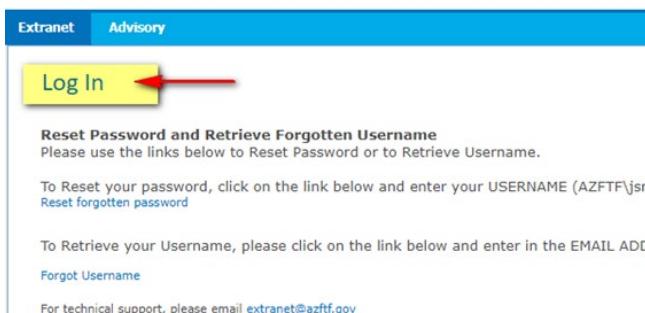 Extranet Advisory
Log In
Reset Password and Retrieve Forgotten Username
Please use the links below to Reset Password or to Retrieve Username.
To Reset your password, click on the link below and enter your USERNAME (AZFTF\jsm
Reset forgotten password
To Retrieve your Username, please click on the link below and enter in the EMAIL ADD
Forgot Username
For technical support, please email extranet@azftf.gov